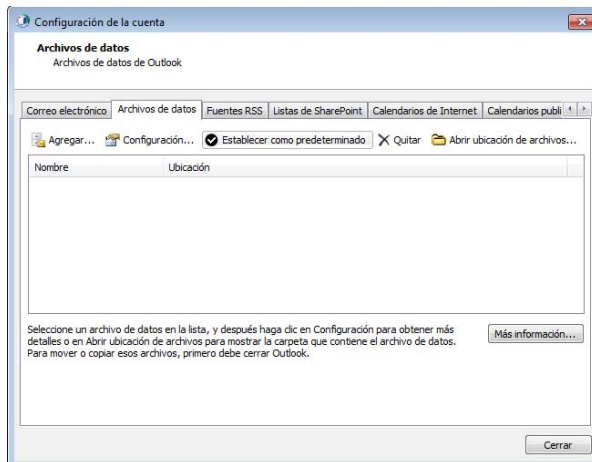 Configuración de la cuenta
Archivos de datos
Archivos de datos de Outlook
Correo electrónico Archivos de datos Fuentes RSS Listas de SharePoint Calendarios de Internet Calendarios publi
Agregar... Configuración... Establecer como predeterminado Quitar Abrir ubicación de archivos...
Nombre Ubicación
Seleccione un archivo de datos en la lista, y después haga clic en Configuración para obtener más
detalles o en Abrir ubicación de archivos para mostrar la carpeta que contiene el archivo de datos.
Para mover o copiar esos archivos, primero debe cerrar Outlook.
Más información...
Cerrar